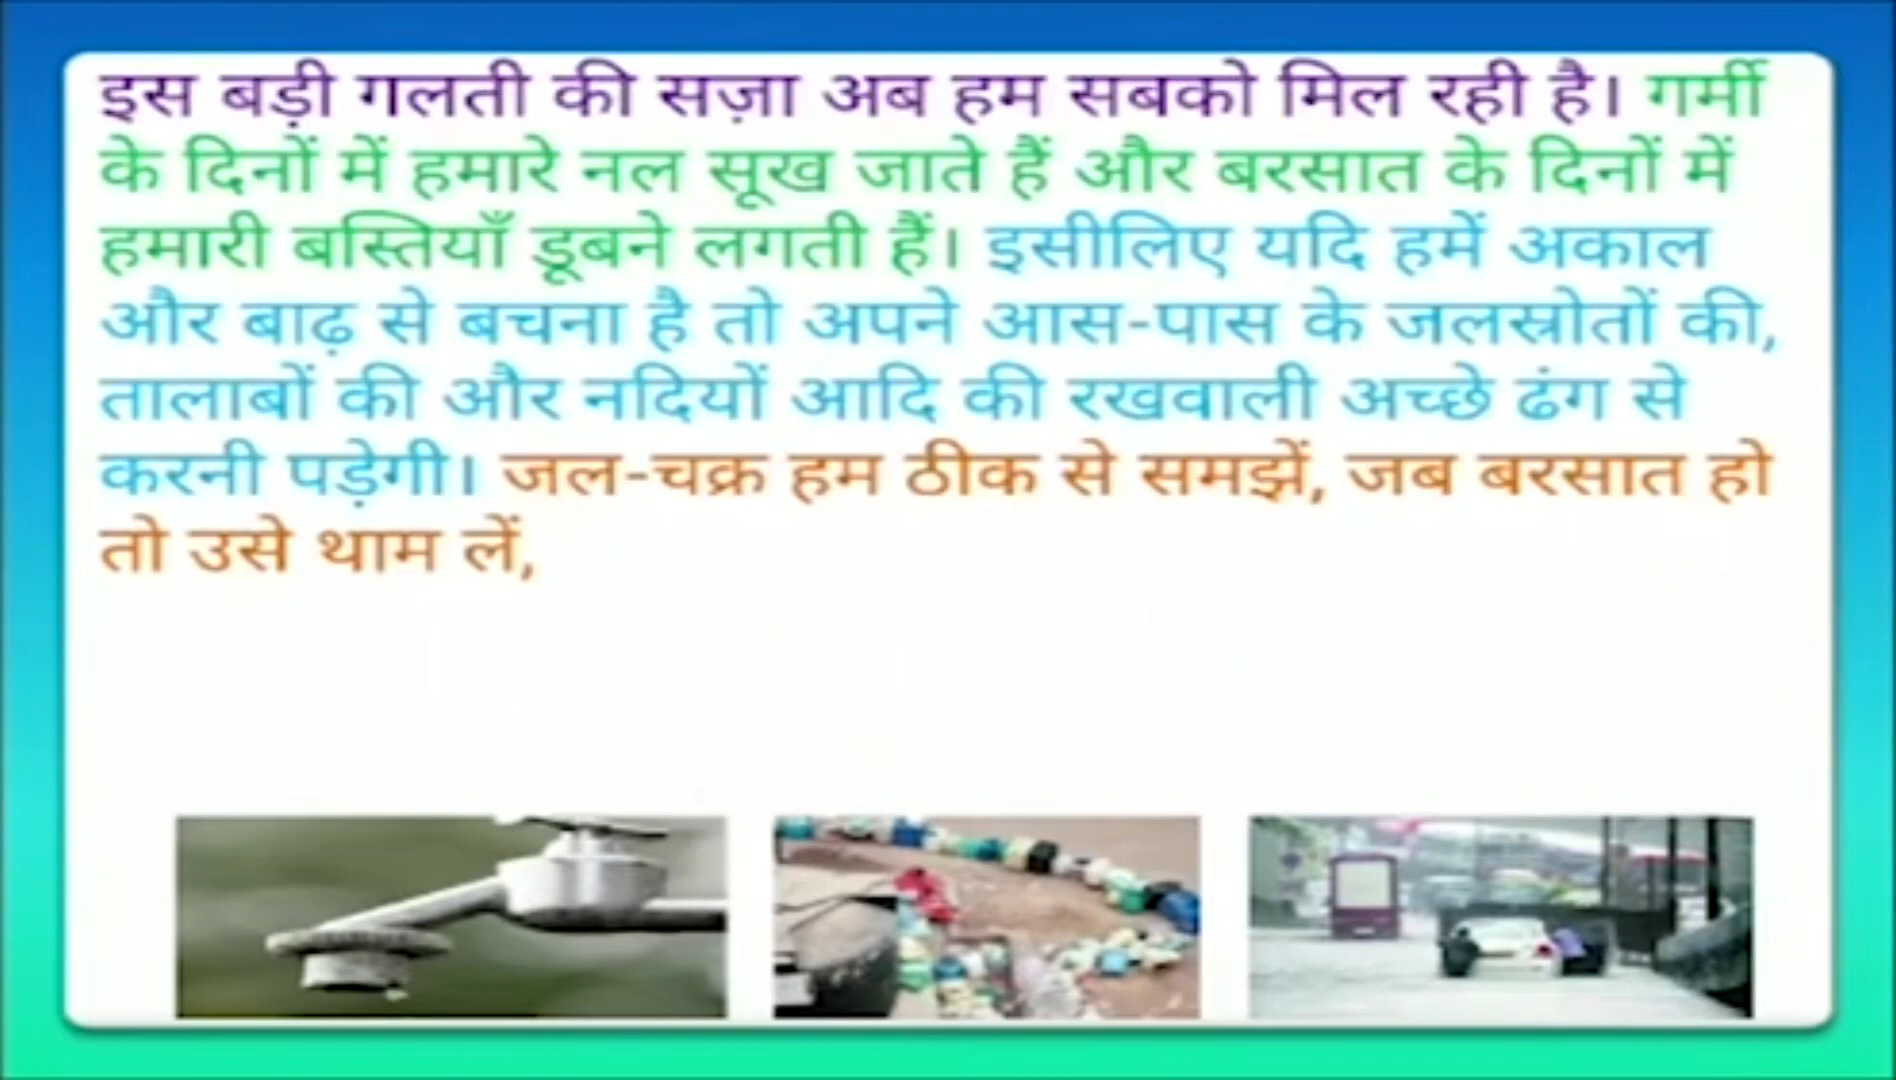 इस बड़ी गलती की सज़ा अब हम सबको मिल रही है। गर्मी
के दिनों में हमारे नल सूख जाते हैं और बरसात के दिनों में
हमारी बस्तियाँ डूबने लगती हैं। इसीलिए यदि हमें अकाल
और बाढ़ से बचना है तो अपने आस-पास के जलस्रोतों की,
तालाबों की और नदियों आदि की रखवाली अच्छे ढंग से
करनी पड़ेगी। जल-चक्र हम ठीक से समझें, जब बरसात हो
तो उसे थाम लें,